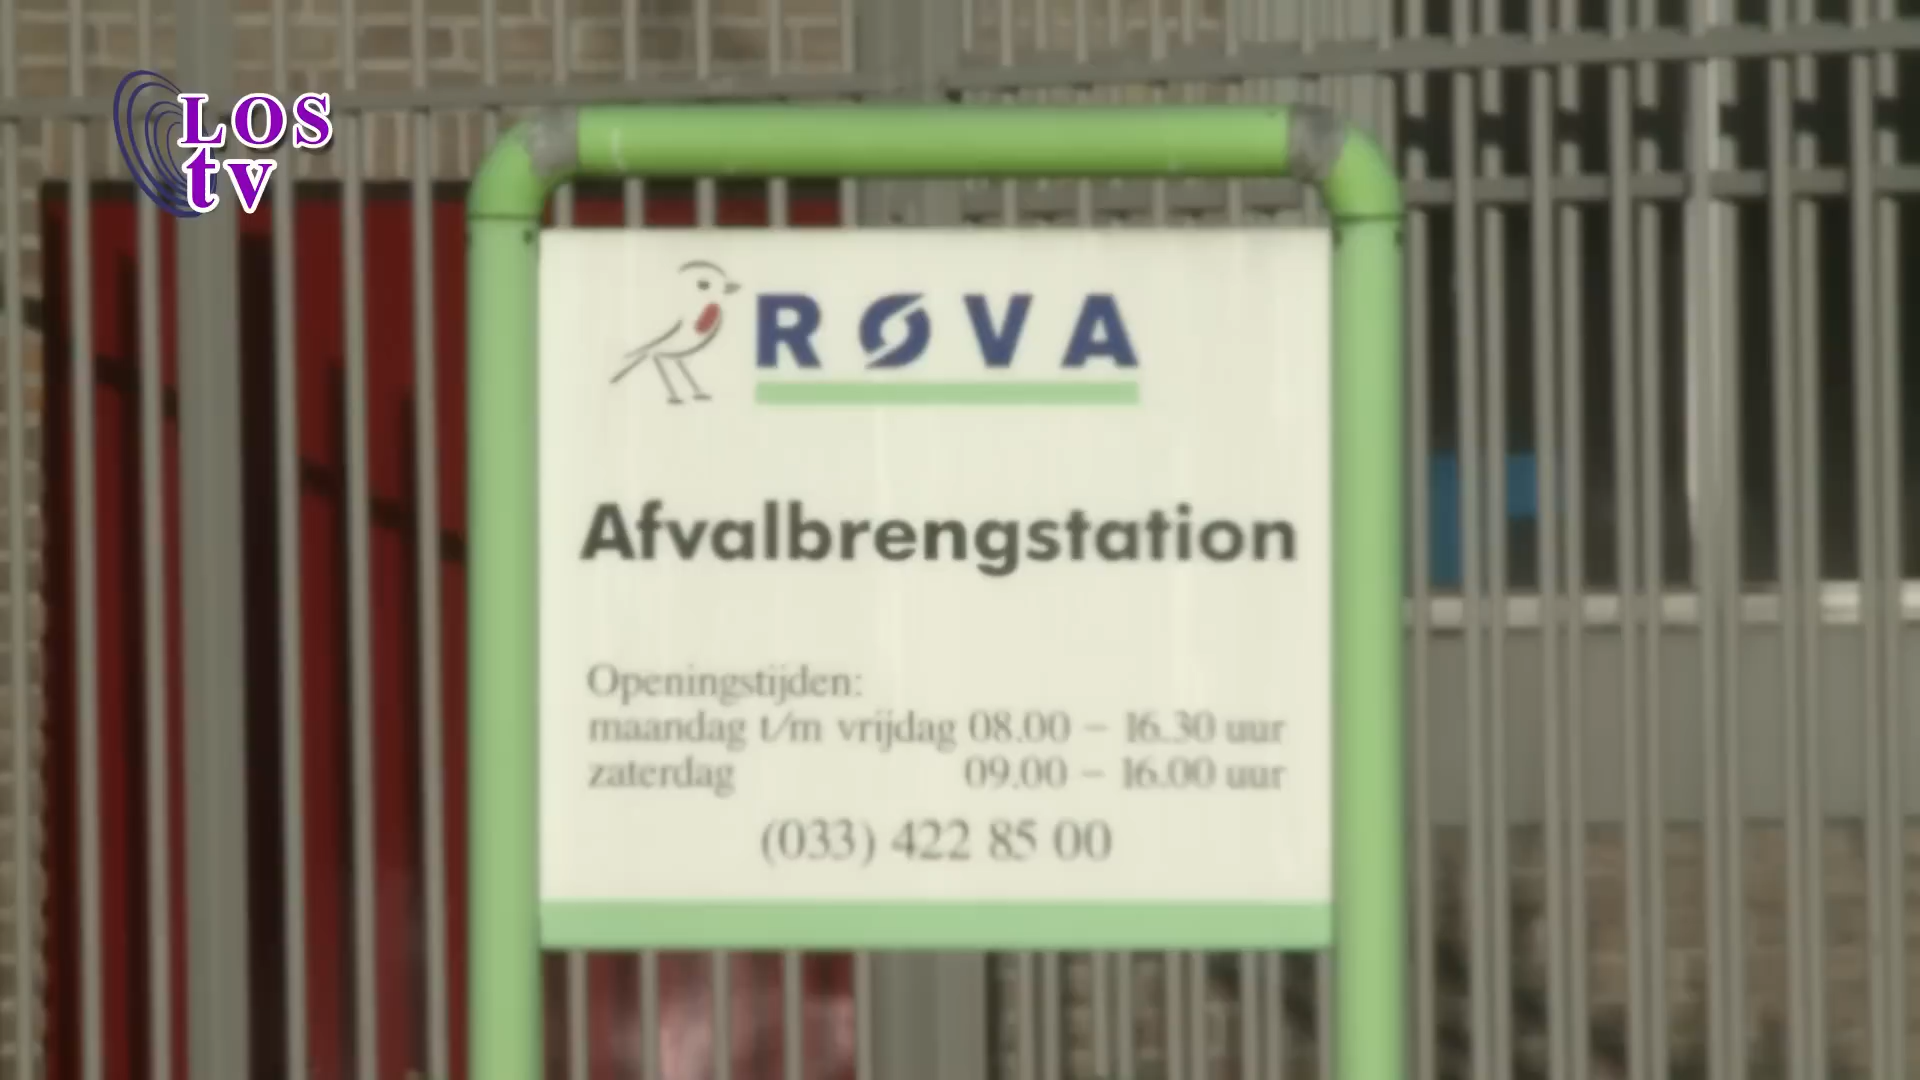 LOS
tv
ROVA
Afvalbrengstation
Openingstijden:
maandag t/m vrijdag 08.00 - 16.30 uur
zaterdag 09.00 - 16.00 uur
(033) 422 85 00